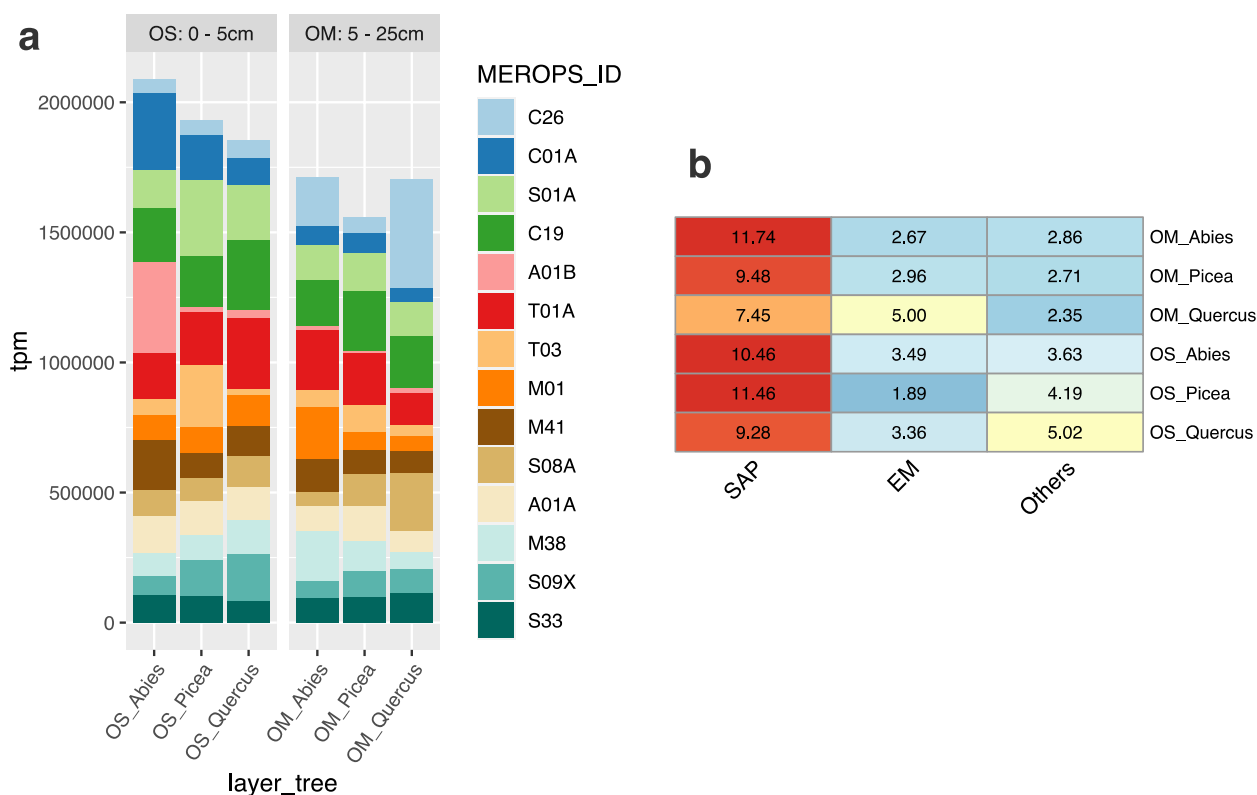 a
OS: 0 - 5cm
OM: 5 - 25cm
tpm
2000000
1500000
1000000
500000
0
OS_Abies
OS_Picea
OS_Quercus
OM_Abies
OM_Picea
OM_Quercus
layer_tree
MEROPS_ID
C26
C01A
S01A
C19
A01B
T01A
T03
M01
M41
S08A
A01A
M38
S09X
S33
b
11.74 2.67 2.86 OM_Abies
9.48 2.96 2.71 OM_Picea
7.45 5.00 2.35 OM_Quercus
10.46 3.49 3.63 OS_Abies
11.46 1.89 4.19 OS_Picea
9.28 3.36 5.02 OS_Quercus
SAP EM Others